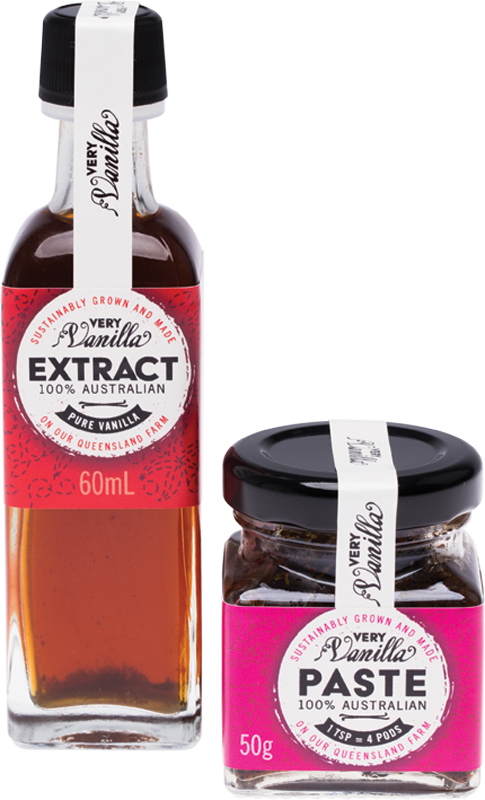 VERY
Vanilla
SUSTAINABLY GROWN AND MADE
VERY
Vanilla
EXTRACT
100% AUSTRALIAN
PURE VANILLA
ON OUR QUEENSLAND FARM
60mL
VERY
Vanilla
SUSTAINABLY GROWN AND MADE
VERY
Vanilla
PASTE
100% AUSTRALIAN
1 TSP = 4 PODS
ON OUR QUEENSLAND FARM
50g